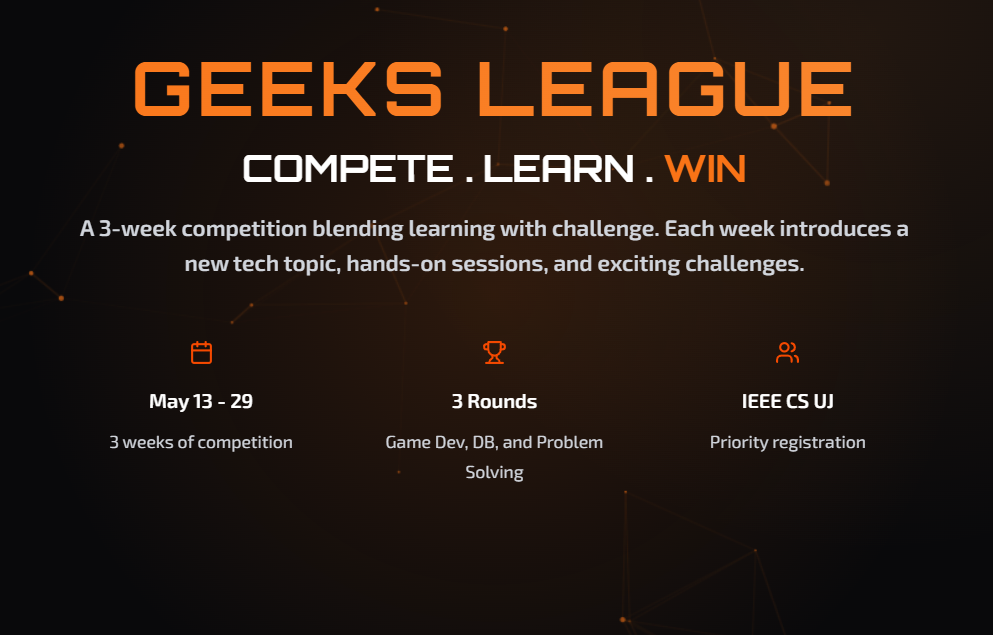 GEEKS LEAGUE
COMPETE . LEARN . WIN
A 3-week competition blending learning with challenge. Each week introduces a
new tech topic, hands-on sessions, and exciting challenges.
May 13 - 29
3 weeks of competition
3 Rounds
Game Dev, DB, and Problem
Solving
IEEE CS UJ
Priority registration